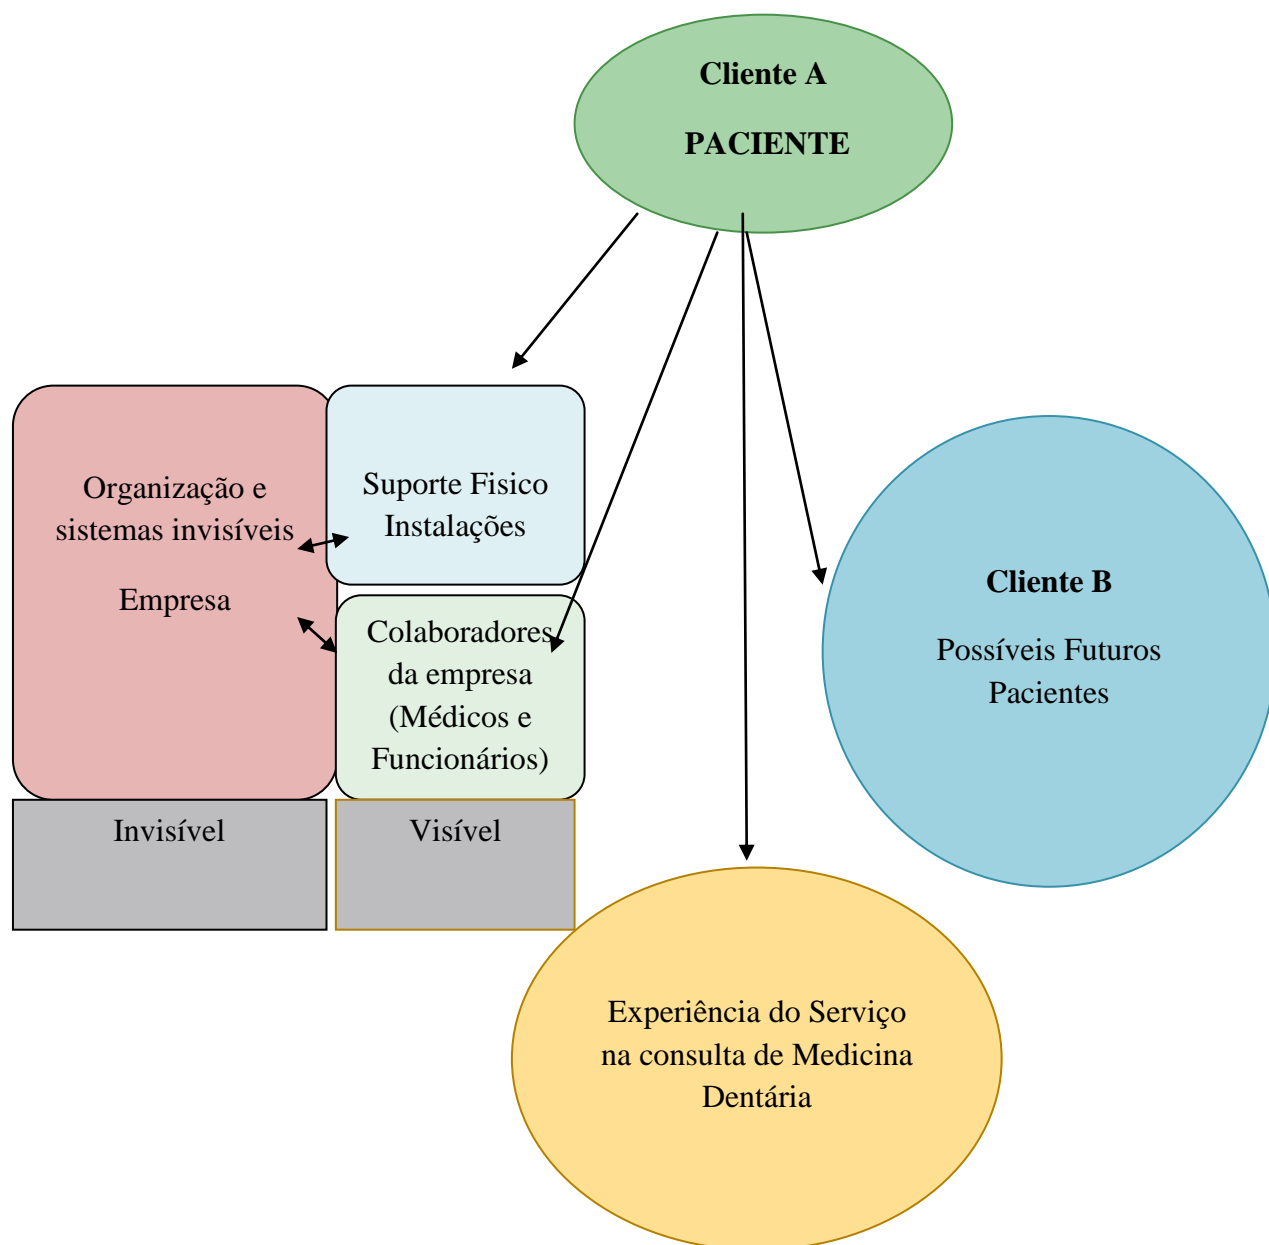 Cliente A
PACIENTE
Organização e
sistemas invisíveis
Empresa
Suporte Fisico
Instalações
Colaboradores
da empresa
(Médicos e
Funcionários)
Invisível
Visível
Cliente B
Possíveis Futuros
Pacientes
Experiência do Serviço
na consulta de Medicina
Dentária